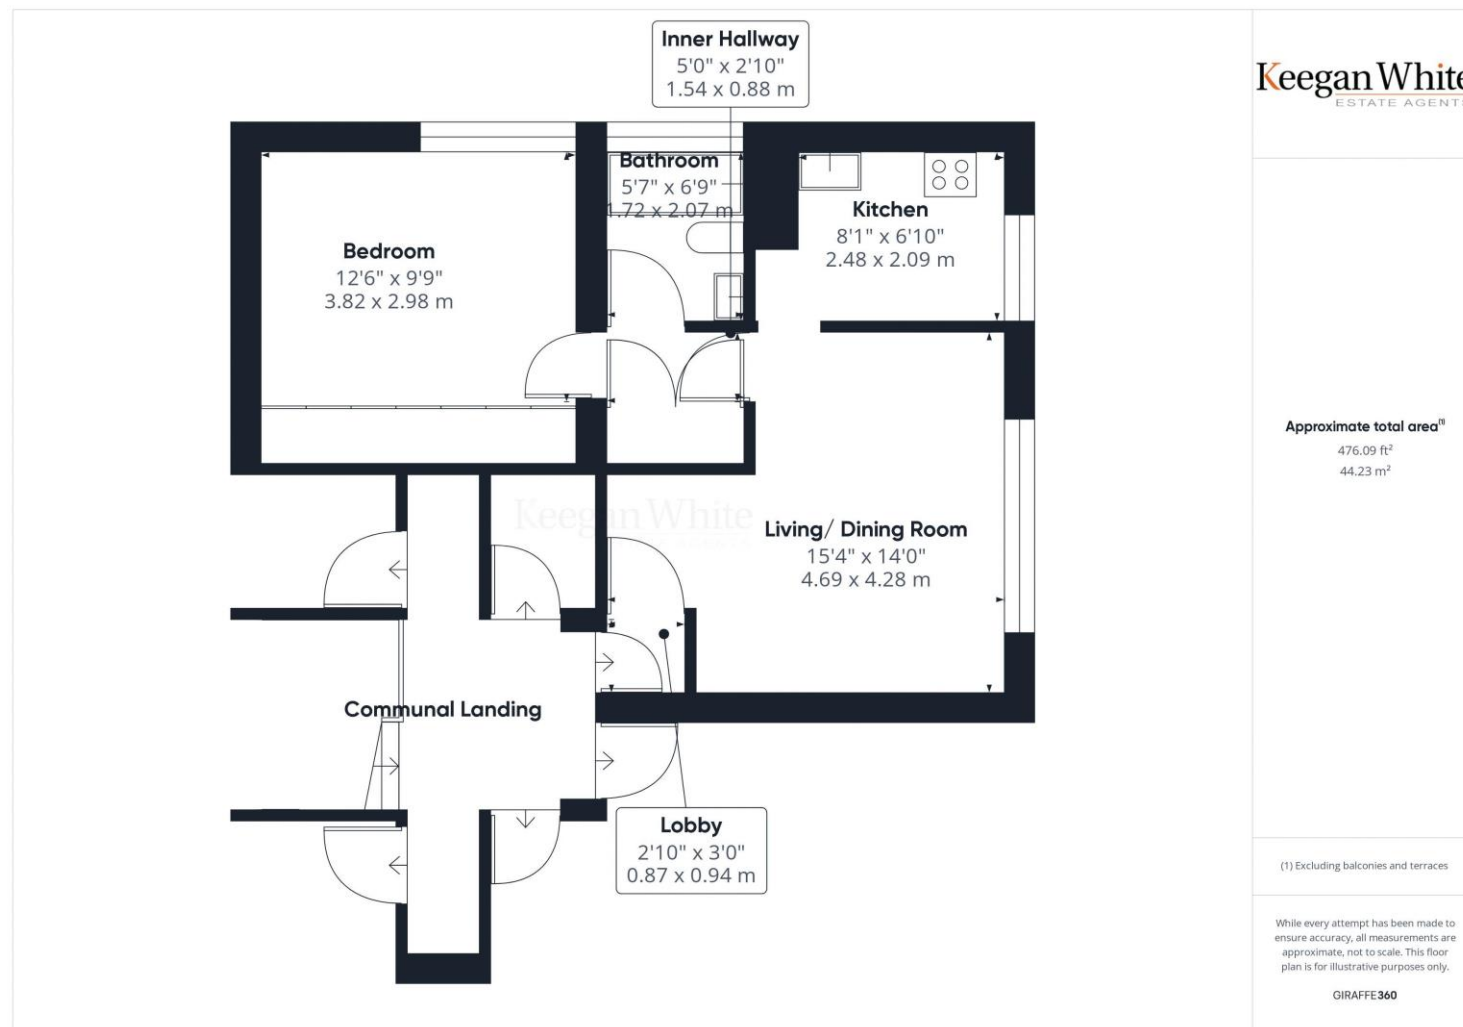 Inner Hallway
5'0" x 2'10"
1.54 x 0.88 m
Bathroom
5'7" x 6'9"
1.72 x 2.07 m
Kitchen
8'1" x 6'10"
2.48 x 2.09 m
Bedroom
12'6" x 9'9"
3.82 x 2.98 m
Keegan White
Living/ Dining Room
15'4" x 14'0"
4.69 x 4.28 m
Communal Landing
Lobby
2'10" x 3'0"
0.87 x 0.94 m
Keegan White
ESTATE AGENTS
Approximate total area⁽¹⁾
476.09 ft²
44.23 m²
(1) Excluding balconies and terraces
While every attempt has been made to
ensure accuracy, all measurements are
approximate, not to scale. This floor
plan is for illustrative purposes only.
GIRAFFE360